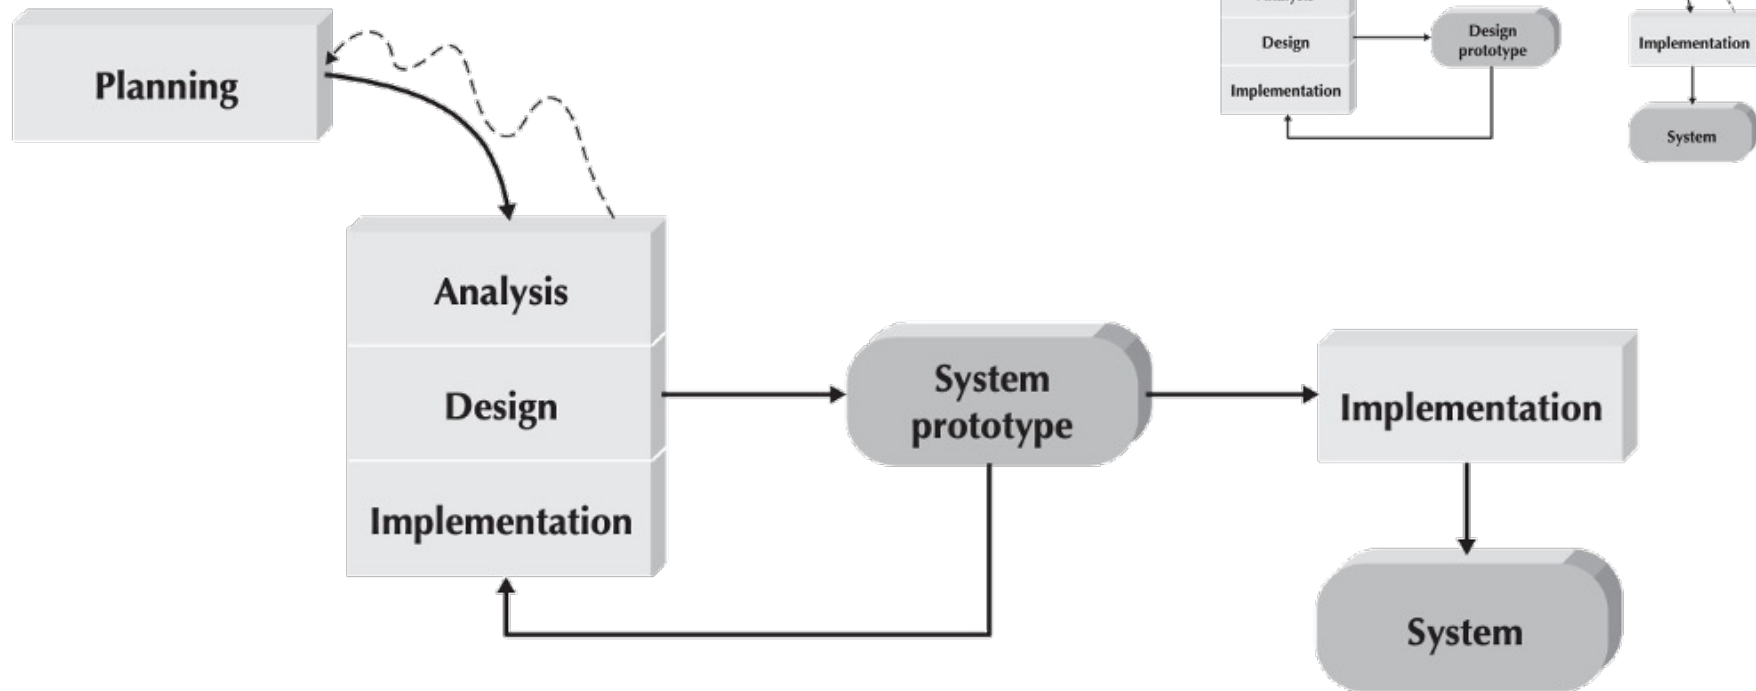 Planning
Analysis
Design
Implementation
System
prototype
Implementation
System
Design
Implementation
Design
prototype
Implementation
System